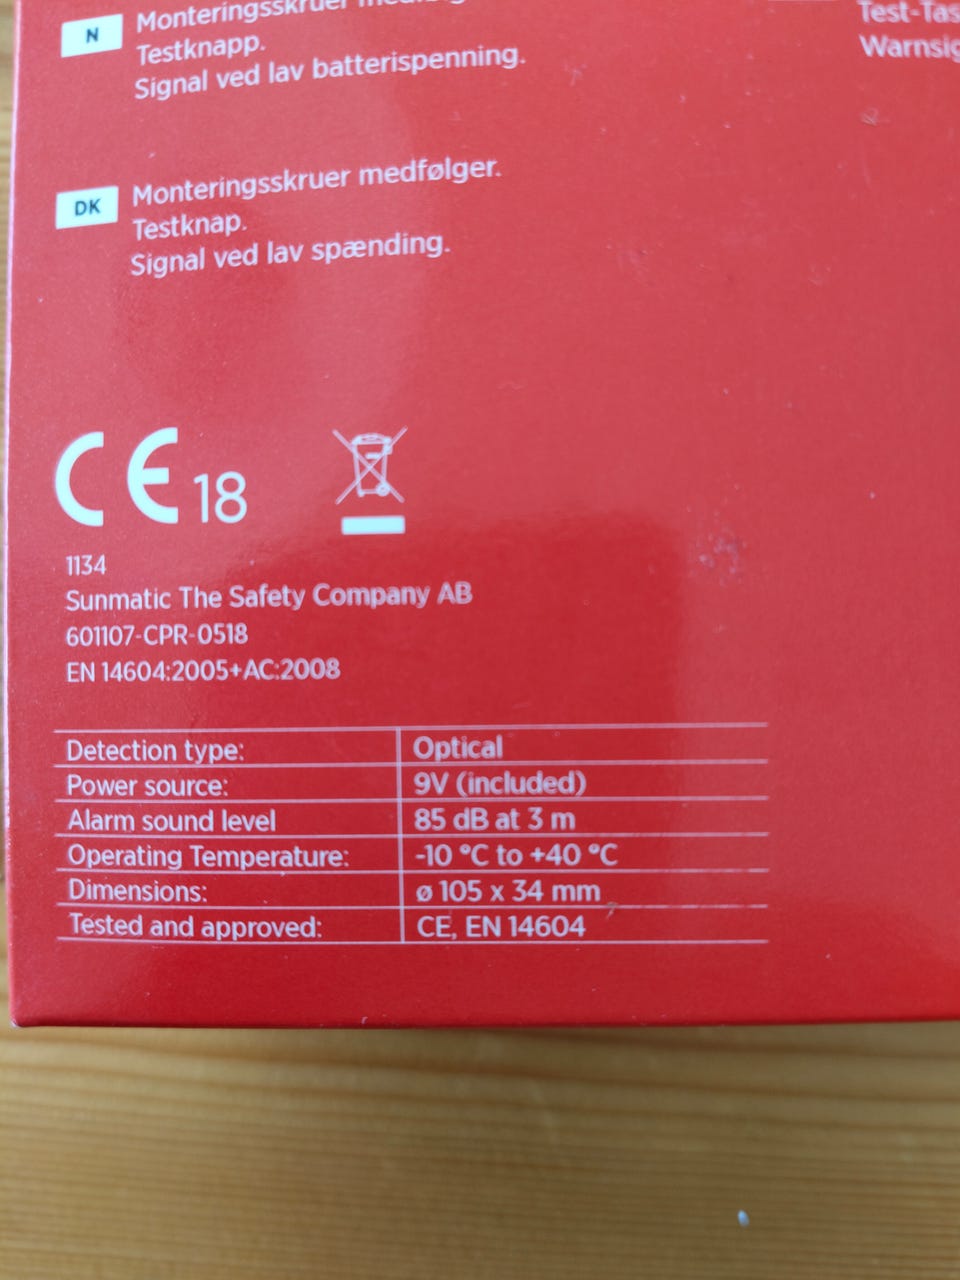 N
Monteringsskruer
Testknapp.
Signal ved lav batterispenning.
Test-Tas
Warnsig
DK
Monteringsskruer medfølger.
Testknap.
Signal ved lav spænding.
CE 18
1134
Sunmatic The Safety Company AB
601107-CPR-0518
EN 14604:2005+AC:2008
Detection type: Optical
Power source: 9V (included)
Alarm sound level 85 dB at 3 m
Operating Temperature: -10 °C to +40 °C
Dimensions: ø 105 x 34 mm
Tested and approved: CE, EN 14604